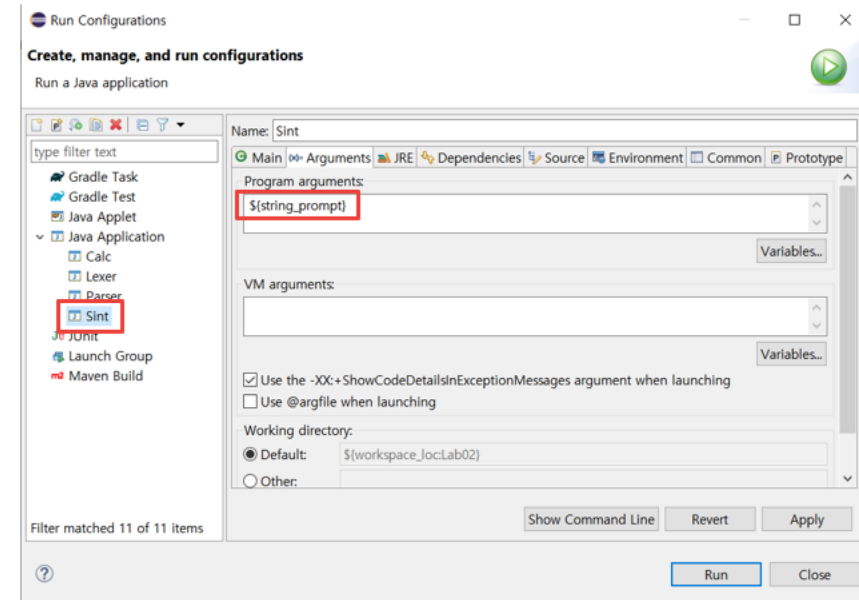 Run Configurations
Create, manage, and run configurations
Run a Java application
type filter text
Gradle Task
Gradle Test
Java Applet
Java Application
Calc
Lexer
Parser
Sint
JUnit
Launch Group
m2 Maven Build
Filter matched 11 of 11 items
Name: Sint
Main (x)= Arguments JRE Dependencies Source Environment Common Prototype
Program arguments:
${string_prompt}
Variables...
VM arguments:
Variables...
Use the -XX:+ShowCodeDetailsInExceptionMessages argument when launching
Use @argfile when launching
Working directory:
Default: ${workspace_loc:Lab02}
Other:
Show Command Line Revert Apply
? Run Close